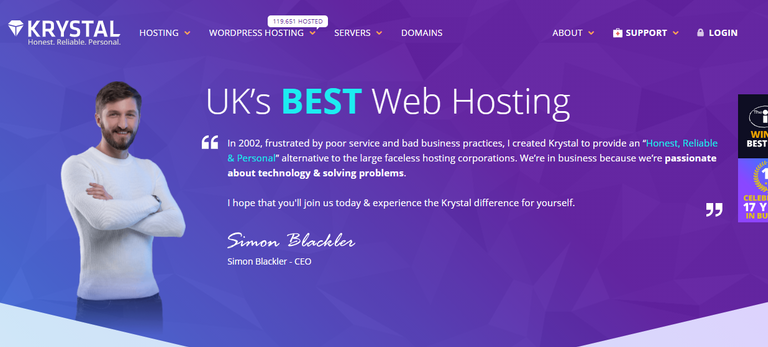 119,651 HOSTED
KRYSTAL
Honest. Reliable. Personal.
HOSTING
WORDPRESS HOSTING
SERVERS
DOMAINS
ABOUT
SUPPORT
LOGIN
UK's BEST Web Hosting
“
In 2002, frustrated by poor service and bad business practices, I created Krystal to provide an “Honest, Reliable
& Personal” alternative to the large faceless hosting corporations. We’re in business because we’re passionate
about technology & solving problems.
I hope that you'll join us today & experience the Krystal difference for yourself.
”
Simon Blackler
Simon Blackler - CEO
The
WIN
BEST
CELEB
17 Y
IN BU